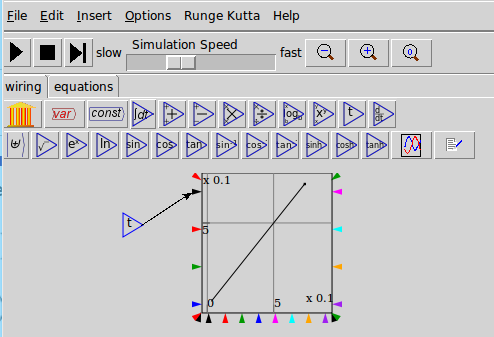 File Edit Insert Options Runge Kutta Help
slow Simulation Speed fast
wiring equations
var const ∫dt + − × ÷ log xʸ t d/dt
√ eˣ ln sin cos tan sin⁻¹ cos⁻ tan⁻ sinh cosh tanh
x 0.1
t
5
0 5 x 0.1